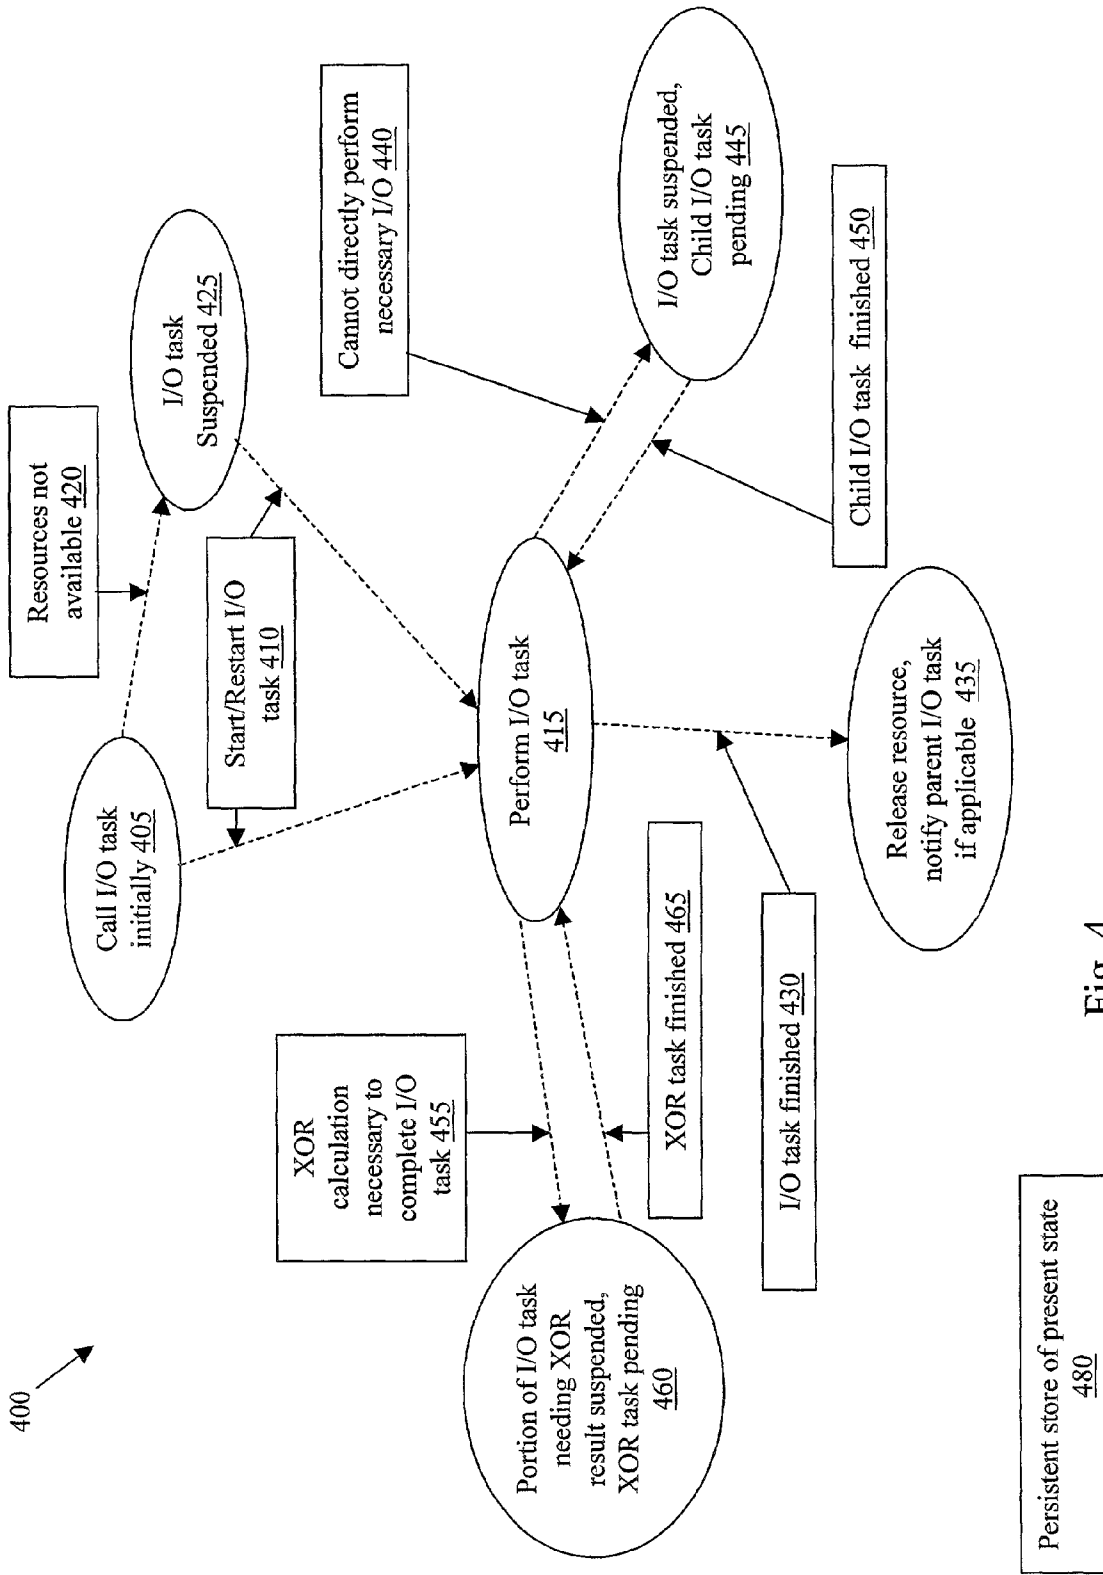 400
Call I/O task
initially 405
Resources not
available 420
I/O task
Suspended 425
Start/Restart I/O
task 410
XOR
calculation
necessary to
complete I/O
task 455
Cannot directly perform
necessary I/O 440
Portion of I/O task
needing XOR
result suspended,
XOR task pending
460
Perform I/O task
415
I/O task suspended,
Child I/O task
pending 445
XOR task finished 465
I/O task finished 430
Release resource,
notify parent I/O task
if applicable 435
Child I/O task finished 450
Persistent store of present state
480
Fig. 4